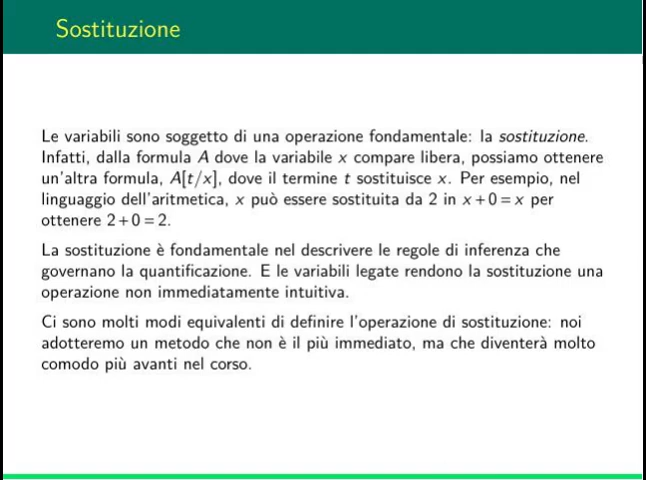 Sostituzione
Le variabili sono soggetto di una operazione fondamentale: la sostituzione.
Infatti, dalla formula A dove la variabile x compare libera, possiamo ottenere
un'altra formula, A[t/x], dove il termine t sostituisce x. Per esempio, nel
linguaggio dell'aritmetica, x può essere sostituita da 2 in x+0=x per
ottenere 2+0=2.
La sostituzione è fondamentale nel descrivere le regole di inferenza che
governano la quantificazione. E le variabili legate rendono la sostituzione una
operazione non immediatamente intuitiva.
Ci sono molti modi equivalenti di definire l'operazione di sostituzione: noi
adotteremo un metodo che non è il più immediato, ma che diventerà molto
comodo più avanti nel corso.